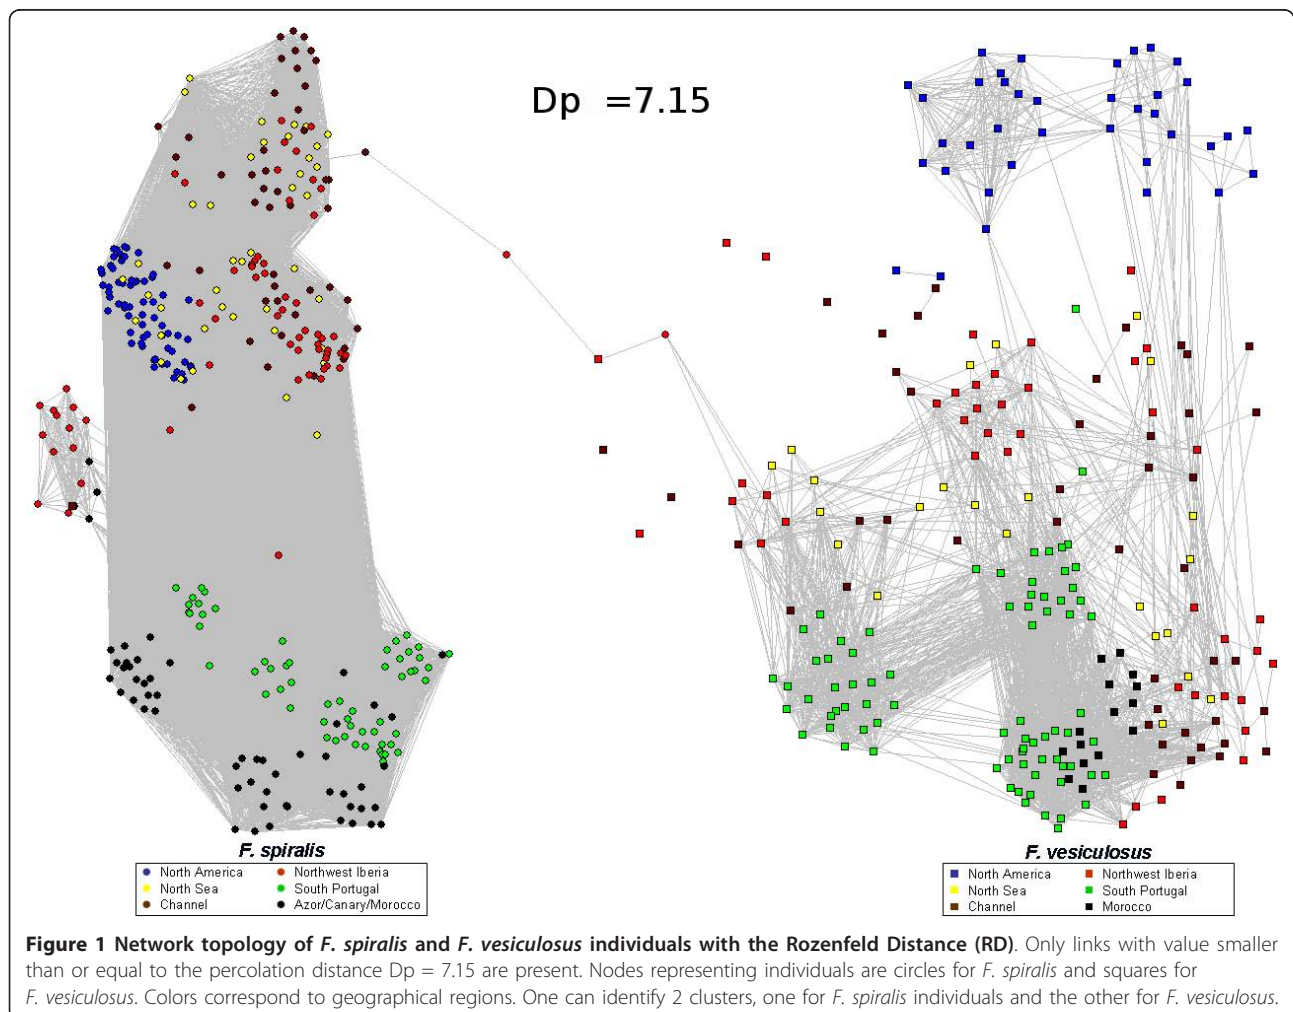 Dp =7.15
F. spiralis
North America
Northwest Iberia
North Sea
South Portugal
Channel
Azor/Canary/Morocco
F. vesiculosus
North America
Northwest Iberia
North Sea
South Portugal
Channel
Morocco
Figure 1 Network topology of F. spiralis and F. vesiculosus individuals with the Rozenfeld Distance (RD). Only links with value smaller
than or equal to the percolation distance Dp = 7.15 are present. Nodes representing individuals are circles for F. spiralis and squares for
F. vesiculosus. Colors correspond to geographical regions. One can identify 2 clusters, one for F. spiralis individuals and the other for F. vesiculosus.